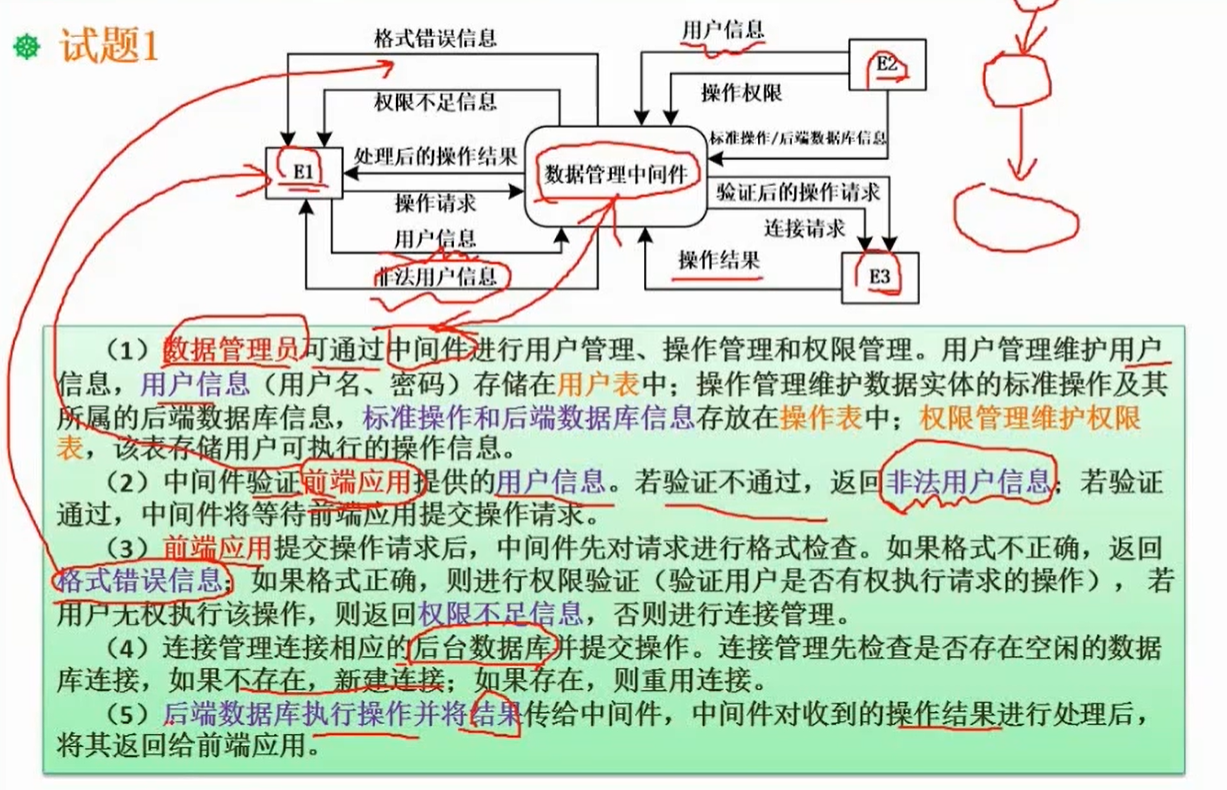 试题1
格式错误信息
用户信息
E2
权限不足信息
操作权限
标准操作/后端数据库信息
处理后的操作结果
E1
数据管理中间件
操作请求
验证后的操作请求
连接请求
用户信息
非法用户信息
操作结果
E3
（1）数据管理员可通过中间件进行用户管理、操作管理和权限管理。用户管理维护用户
信息，用户信息（用户名、密码）存储在用户表中；操作管理维护数据实体的标准操作及其
所属的后端数据库信息，标准操作和后端数据库信息存放在操作表中；权限管理维护权限
表，该表存储用户可执行的操作信息。
（2）中间件验证前端应用提供的用户信息。若验证不通过，返回非法用户信息；若验证
通过，中间件将等待前端应用提交操作请求。
（3）前端应用提交操作请求后，中间件先对请求进行格式检查。如果格式不正确，返回
格式错误信息；如果格式正确，则进行权限验证（验证用户是否有权执行请求的操作），若
用户无权执行该操作，则返回权限不足信息，否则进行连接管理。
（4）连接管理连接相应的后台数据库并提交操作。连接管理先检查是否存在空闲的数据
库连接，如果不存在，新建连接；如果存在，则重用连接。
（5）后端数据库执行操作并将结果传给中间件，中间件对收到的操作结果进行处理后，
将其返回给前端应用。